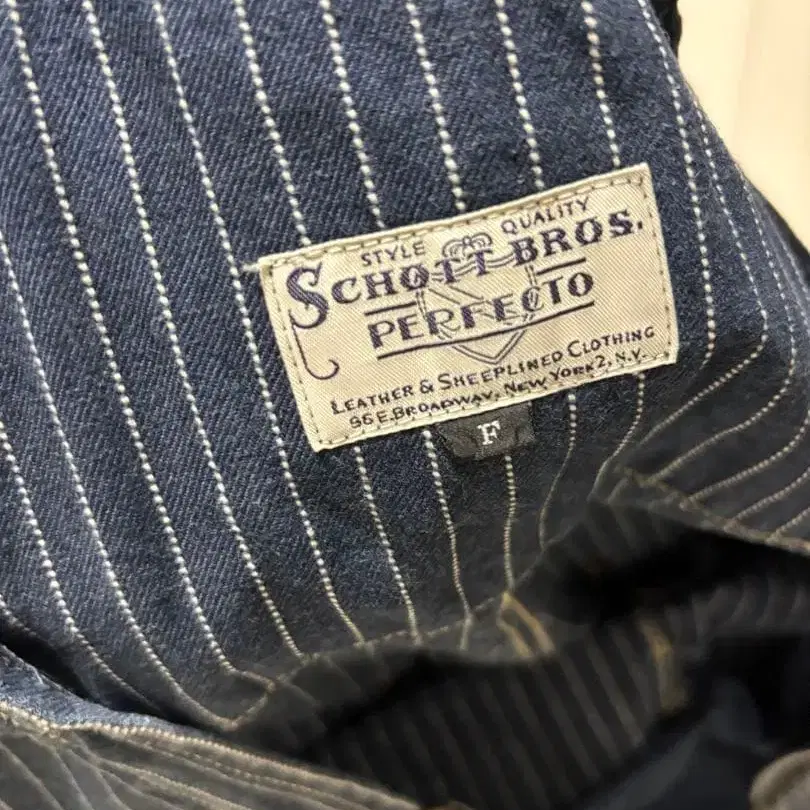 STYLE QUALITY
SCHOTT BROS.
PERFECTO
LEATHER & SHEEPLINED CLOTHING
96 E. BROADWAY, NEW YORK 2, N.Y.
F